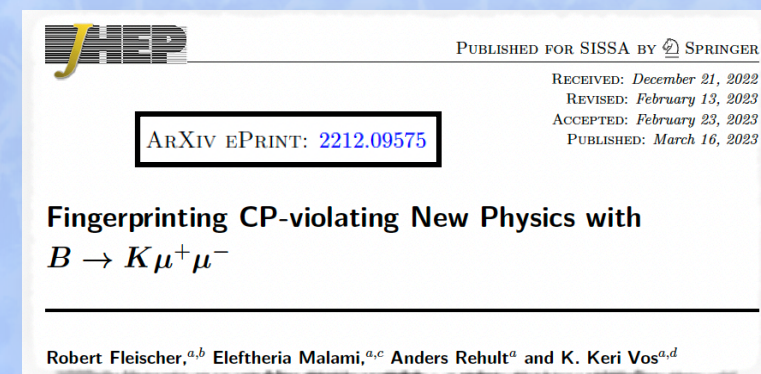 JHEP
PUBLISHED FOR SISSA BY SPRINGER
RECEIVED: December 21, 2022
REVISED: February 13, 2023
ACCEPTED: February 23, 2023
PUBLISHED: March 16, 2023
ARXIV EPRINT: 2212.09575
Fingerprinting CP-violating New Physics with
B → Kμ⁺μ⁻
Robert Fleischer,ᵃ,ᵇ Eleftheria Malami,ᵃ,ᶜ Anders Rehultᵃ and K. Keri Vosᵃ,ᵈ